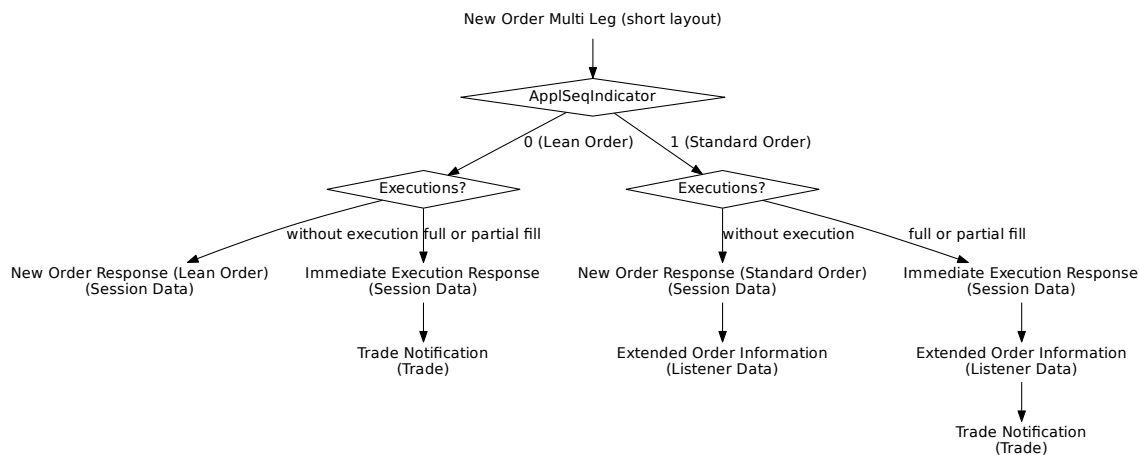 New Order Multi Leg (short layout)
ApplSeqIndicator
0 (Lean Order)
1 (Standard Order)
Executions?
Executions?
without execution
full or partial fill
without execution
full or partial fill
New Order Response (Lean Order)
(Session Data)
Immediate Execution Response
(Session Data)
New Order Response (Standard Order)
(Session Data)
Immediate Execution Response
(Session Data)
Trade Notification
(Trade)
Extended Order Information
(Listener Data)
Extended Order Information
(Listener Data)
Trade Notification
(Trade)